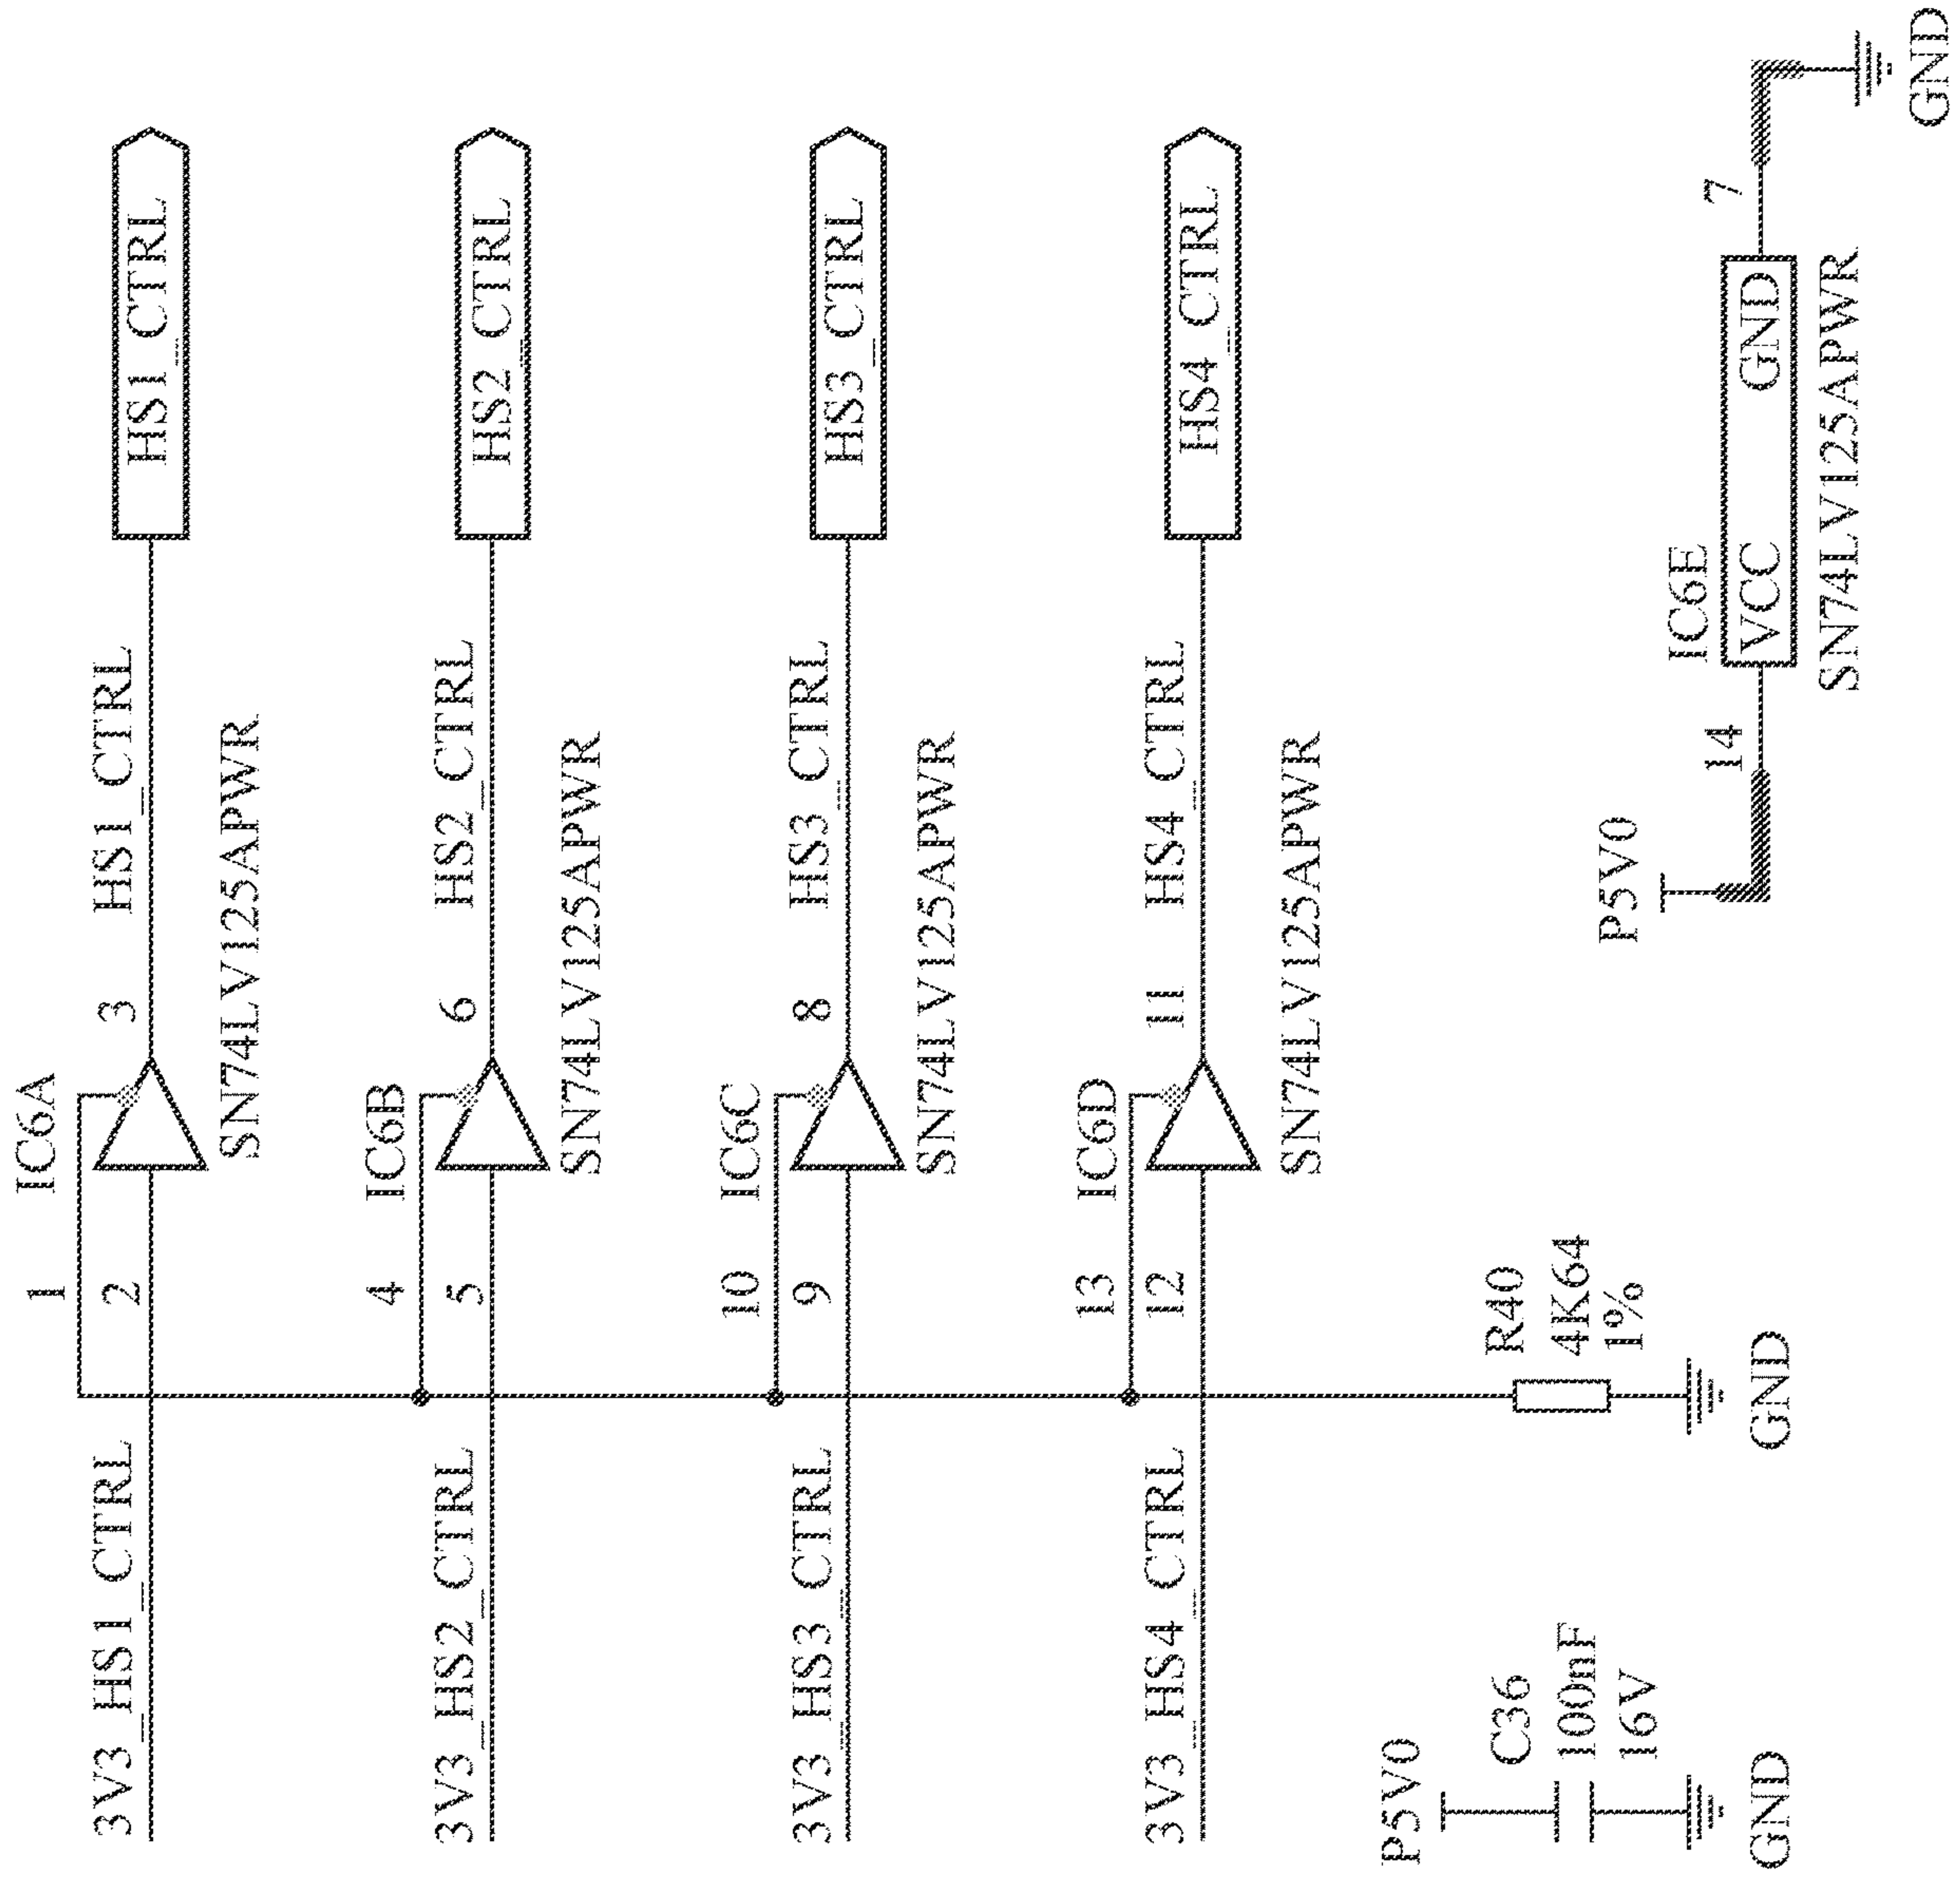 IC6A
1
2
3V3_HS1_CTRL
3
HS1_CTRL
HS1_CTRL
SN74LV125APWR
IC6B
4
5
3V3_HS2_CTRL
6
HS2_CTRL
HS2_CTRL
SN74LV125APWR
IC6C
10
9
3V3_HS3_CTRL
8
HS3_CTRL
HS3_CTRL
SN74LV125APWR
IC6D
13
12
3V3_HS4_CTRL
11
HS4_CTRL
HS4_CTRL
SN74LV125APWR
P5V0
C36
100nF
16V
GND
R40
4K64
1%
GND
P5V0
14
IC6E
VCC
GND
7
SN74LV125APWR
GND